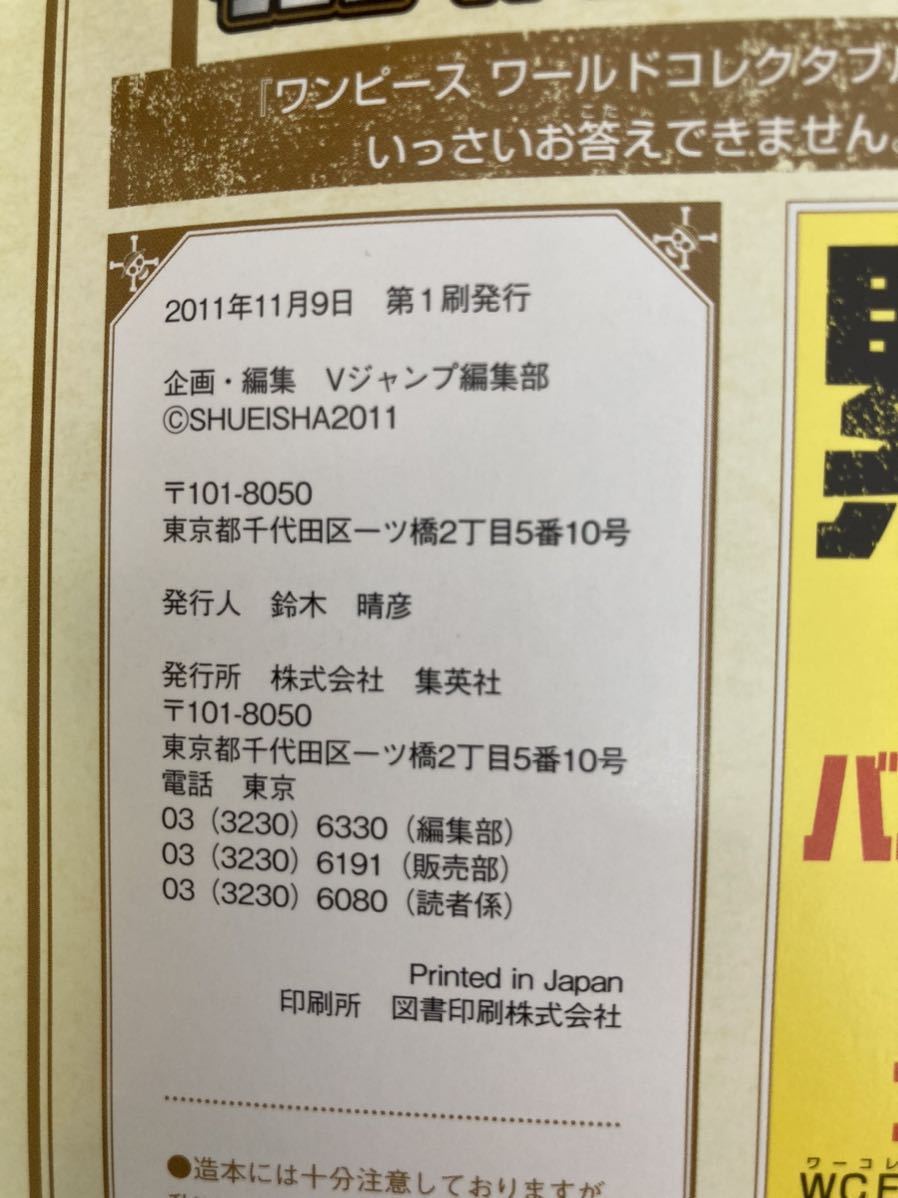 『ワンピース ワールドコレクタブル
いっさいお答えできません。
2011年11月9日　第1刷発行
企画・編集　Vジャンプ編集部
©SHUEISHA2011
〒101-8050
東京都千代田区一ツ橋2丁目5番10号
発行人　鈴木　晴彦
発行所　株式会社　集英社
〒101-8050
東京都千代田区一ツ橋2丁目5番10号
電話　東京
03（3230）6330（編集部）
03（3230）6191（販売部）
03（3230）6080（読者係）
Printed in Japan
印刷所　図書印刷株式会社
●造本には十分注意しておりますが
バ
ワーコレ
WCF